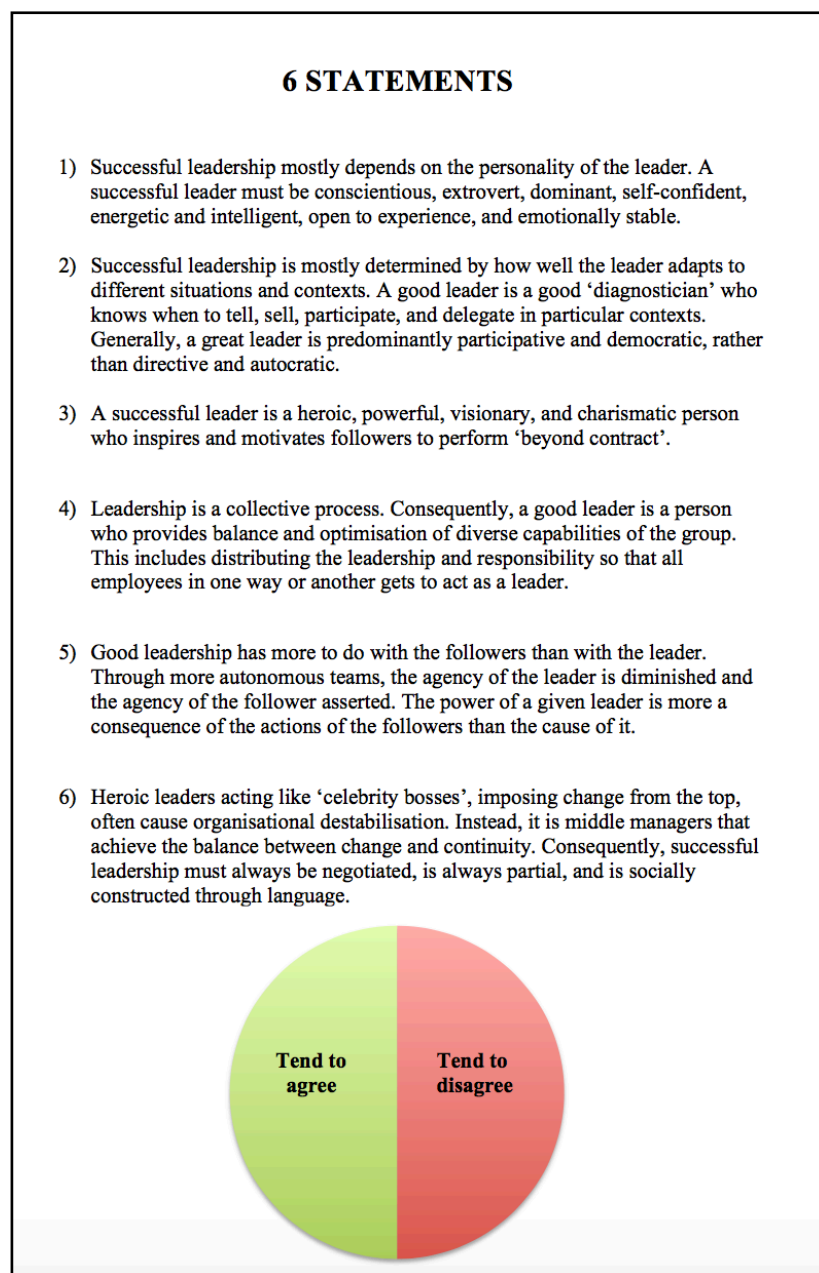 6 STATEMENTS
1) Successful leadership mostly depends on the personality of the leader. A
successful leader must be conscientious, extrovert, dominant, self-confident,
energetic and intelligent, open to experience, and emotionally stable.
2) Successful leadership is mostly determined by how well the leader adapts to
different situations and contexts. A good leader is a good ‘diagnostician’ who
knows when to tell, sell, participate, and delegate in particular contexts.
Generally, a great leader is predominantly participative and democratic, rather
than directive and autocratic.
3) A successful leader is a heroic, powerful, visionary, and charismatic person
who inspires and motivates followers to perform ‘beyond contract’.
4) Leadership is a collective process. Consequently, a good leader is a person
who provides balance and optimisation of diverse capabilities of the group.
This includes distributing the leadership and responsibility so that all
employees in one way or another gets to act as a leader.
5) Good leadership has more to do with the followers than with the leader.
Through more autonomous teams, the agency of the leader is diminished and
the agency of the follower asserted. The power of a given leader is more a
consequence of the actions of the followers than the cause of it.
6) Heroic leaders acting like ‘celebrity bosses’, imposing change from the top,
often cause organisational destabilisation. Instead, it is middle managers that
achieve the balance between change and continuity. Consequently, successful
leadership must always be negotiated, is always partial, and is socially
constructed through language.
Tend to
agree
Tend to
disagree